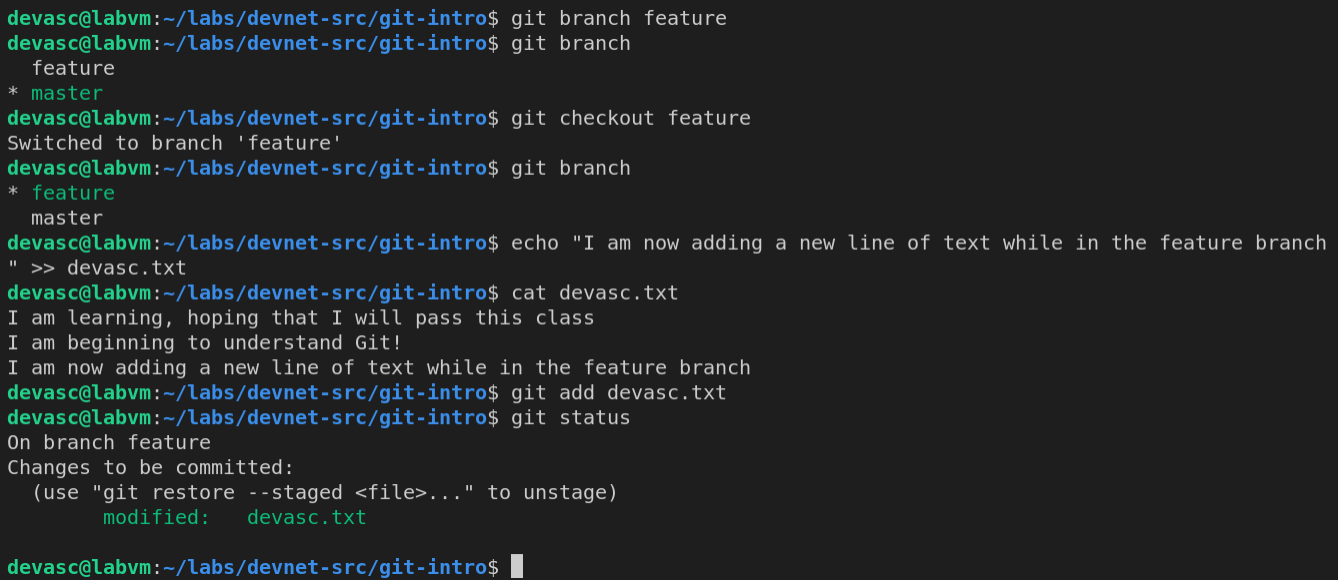 devasc@labvm:~/labs/devnet-src/git-intro$ git branch feature
devasc@labvm:~/labs/devnet-src/git-intro$ git branch
  feature
* master
devasc@labvm:~/labs/devnet-src/git-intro$ git checkout feature
Switched to branch 'feature'
devasc@labvm:~/labs/devnet-src/git-intro$ git branch
* feature
  master
devasc@labvm:~/labs/devnet-src/git-intro$ echo "I am now adding a new line of text while in the feature branch
" >> devasc.txt
devasc@labvm:~/labs/devnet-src/git-intro$ cat devasc.txt
I am learning, hoping that I will pass this class
I am beginning to understand Git!
I am now adding a new line of text while in the feature branch
devasc@labvm:~/labs/devnet-src/git-intro$ git add devasc.txt
devasc@labvm:~/labs/devnet-src/git-intro$ git status
On branch feature
Changes to be committed:
  (use "git restore --staged <file>..." to unstage)
        modified:   devasc.txt

devasc@labvm:~/labs/devnet-src/git-intro$